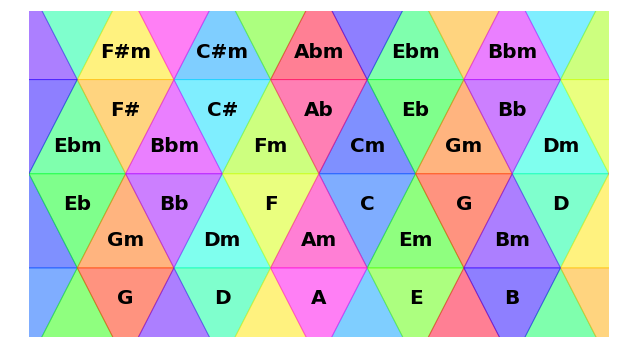 F#m C#m Abm Ebm Bbm
F# C# Ab Eb Bb
Ebm Bbm Fm Cm Gm Dm
Eb Bb F C G D
Gm Dm Am Em Bm
G D A E B